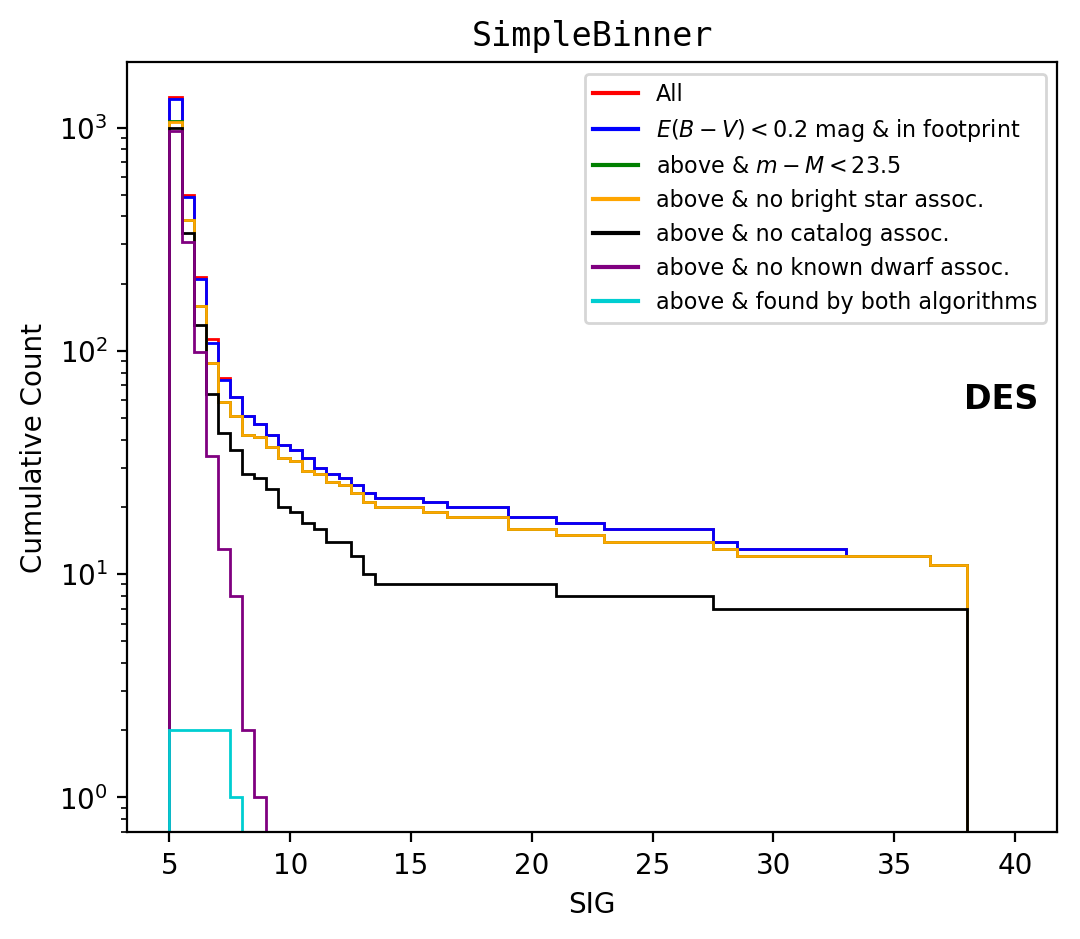 SimpleBinner
All
E(B − V) < 0.2 mag & in footprint
above & m − M < 23.5
above & no bright star assoc.
above & no catalog assoc.
above & no known dwarf assoc.
above & found by both algorithms
DES
Cumulative Count
10³
10²
10¹
10⁰
5 10 15 20 25 30 35 40
SIG